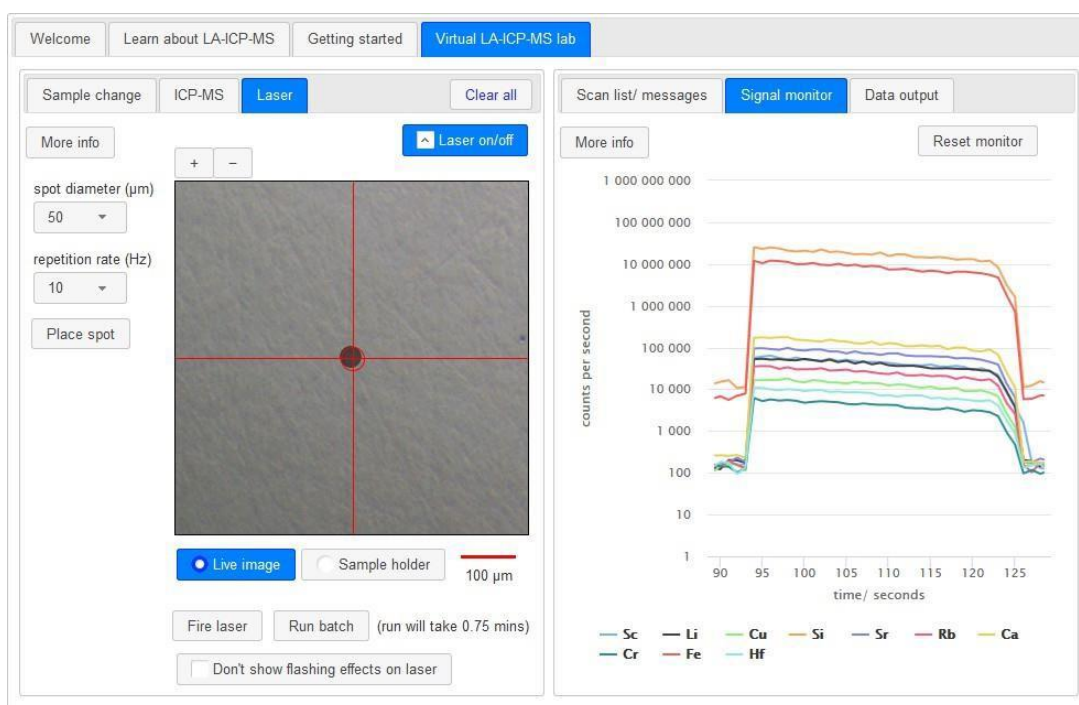 Welcome
Learn about LA-ICP-MS
Getting started
Virtual LA-ICP-MS lab
Sample change
ICP-MS
Laser
Clear all
More info
Laser on/off
+
−
spot diameter (µm)
50
repetition rate (Hz)
10
Place spot
Live image
Sample holder
100 µm
Fire laser
Run batch
(run will take 0.75 mins)
Don't show flashing effects on laser
Scan list/ messages
Signal monitor
Data output
More info
Reset monitor
1 000 000 000
100 000 000
10 000 000
1 000 000
100 000
10 000
1 000
100
10
1
counts per second
90 95 100 105 110 115 120 125
time/ seconds
Sc Li Cu Si Sr Rb Ca
Cr Fe Hf